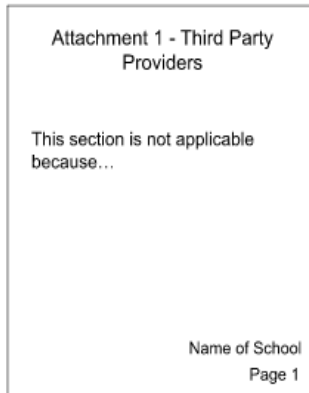 Attachment 1 - Third Party
Providers
This section is not applicable
because…
Name of School
Page 1